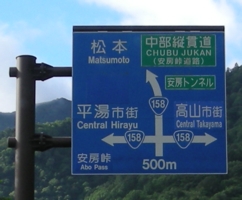 松本
Matsumoto
中部縦貫道
CHUBU JUKAN
(安房峠道路)
安房トンネル
158
平湯市街
Central Hirayu
高山市街
Central Takayama
158
158
安房峠
Abo Pass
500m